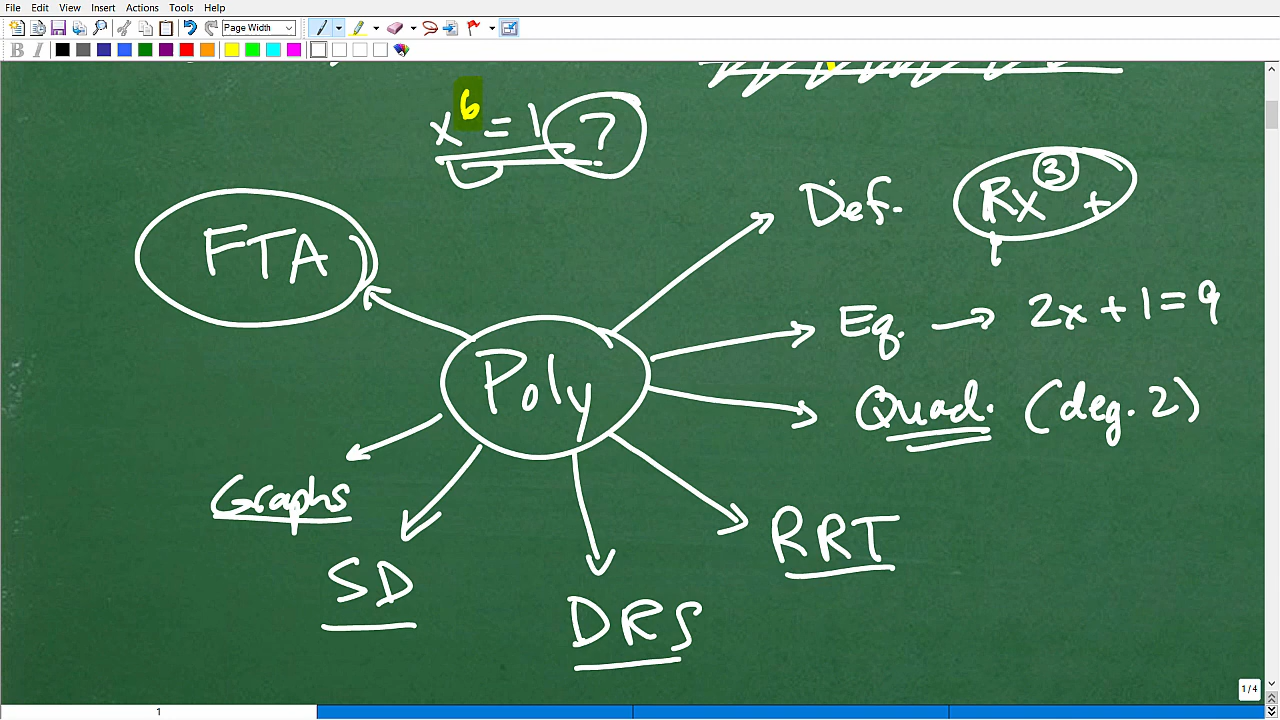 File Edit View Insert Actions Tools Help
Page Width
B I
x⁶ = 1 ?
Def. Rx³ +
FTA
Eq. → 2x + 1 = 9
Poly
Quad. (deg. 2)
Graphs
RRT
SD
DRS
1/4
1